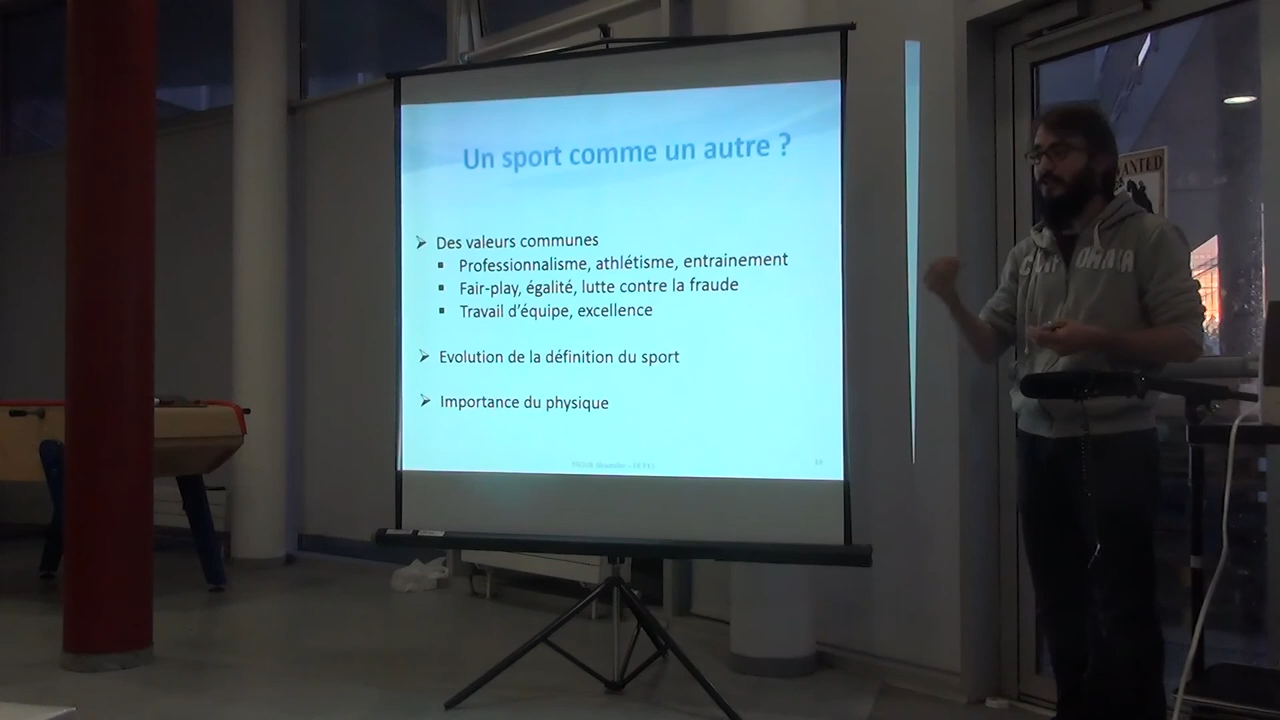 Un sport comme un autre ?
Des valeurs communes
Professionnalisme, athlétisme, entrainement
Fair-play, égalité, lutte contre la fraude
Travail d'équipe, excellence
Evolution de la définition du sport
Importance du physique
ANTED